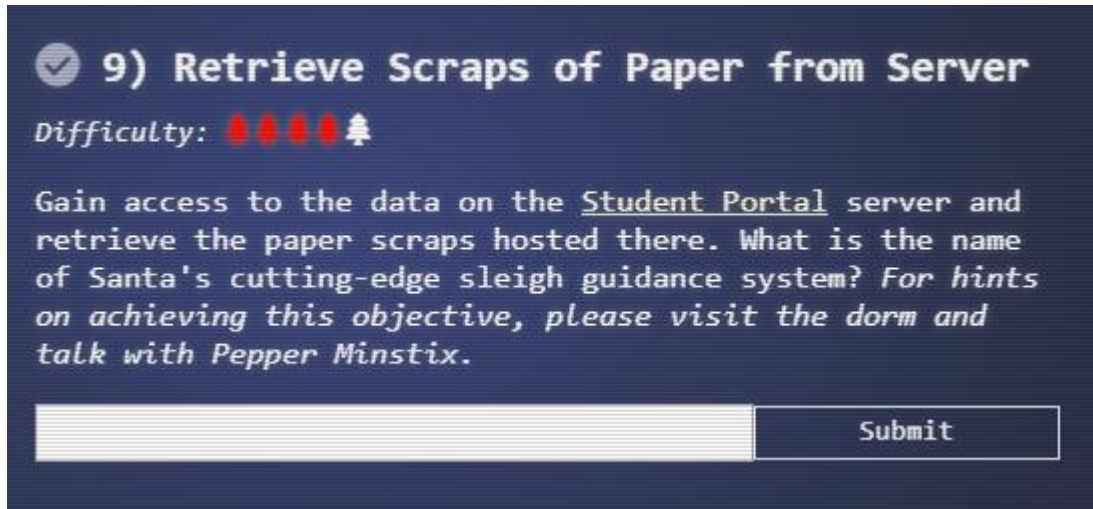 9) Retrieve Scraps of Paper from Server
Difficulty:
Gain access to the data on the Student Portal server and
retrieve the paper scraps hosted there. What is the name
of Santa's cutting-edge sleigh guidance system? For hints
on achieving this objective, please visit the dorm and
talk with Pepper Minstix.
Submit